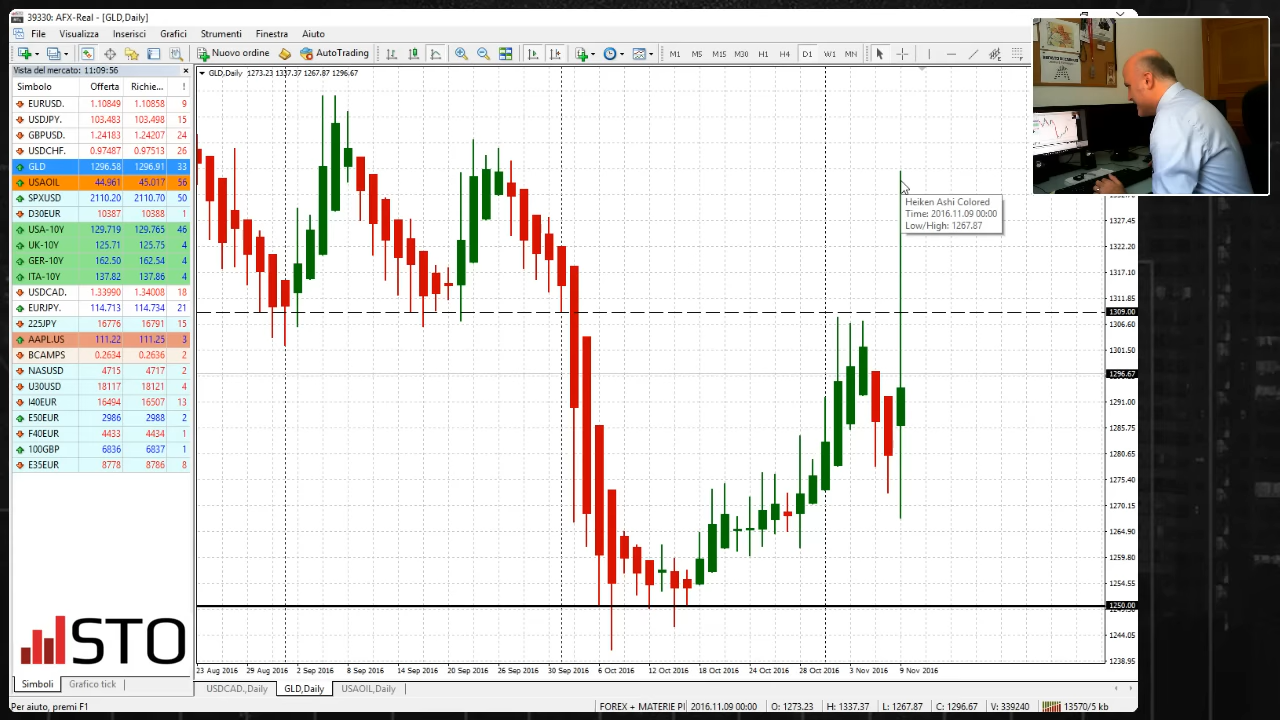 39330: AFX-Real - [GLD,Daily]
File Visualizza Inserisci Grafici Strumenti Finestra Aiuto
Nuovo ordine AutoTrading M1 M5 M15 M30 H1 H4 D1 W1 MN
Vista del mercato: 11:09:56
Simbolo Offerta Richie... !
EURUSD. 1.10849 1.10858 9
USDJPY. 103.483 103.498 15
GBPUSD. 1.24183 1.24207 24
USDCHF. 0.97487 0.97513 26
GLD 1296.58 1296.91 33
USAOIL 44.961 45.017 56
SPXUSD 2110.20 2110.70 50
D30EUR 10387 10388 1
USA-10Y 129.719 129.765 46
UK-10Y 125.71 125.75 4
GER-10Y 162.50 162.54 4
ITA-10Y 137.82 137.86 4
USDCAD. 1.33990 1.34008 18
EURJPY. 114.713 114.734 21
225JPY 16776 16791 15
AAPL.US 111.22 111.25 3
BCAMPS 0.2634 0.2636 2
NASUSD 4715 4717 2
U30USD 18117 18121 4
I40EUR 16494 16507 13
E50EUR 2986 2988 2
F40EUR 4433 4434 1
100GBP 6836 6837 1
E35EUR 8778 8786 8
STO
Simboli Grafico tick
GLD,Daily 1273.23 1337.37 1267.87 1296.67
Heiken Ashi Colored
Time: 2016.11.09 00:00
Low/High: 1267.87
1327.45
1322.20
1317.10
1311.85
1309.00
1306.60
1301.50
1296.67
1291.00
1285.75
1280.65
1275.40
1270.15
1264.90
1259.80
1254.55
1250.00
1244.05
1238.95
23 Aug 2016 29 Aug 2016 2 Sep 2016 8 Sep 2016 14 Sep 2016 20 Sep 2016 26 Sep 2016 30 Sep 2016 6 Oct 2016 12 Oct 2016 18 Oct 2016 24 Oct 2016 28 Oct 2016 3 Nov 2016 9 Nov 2016
USDCAD.,Daily GLD,Daily USAOIL,Daily
Per aiuto, premi F1 FOREX + MATERIE PI 2016.11.09 00:00 O: 1273.23 H: 1337.37 L: 1267.87 C: 1296.67 V: 339240 13570/5 kb